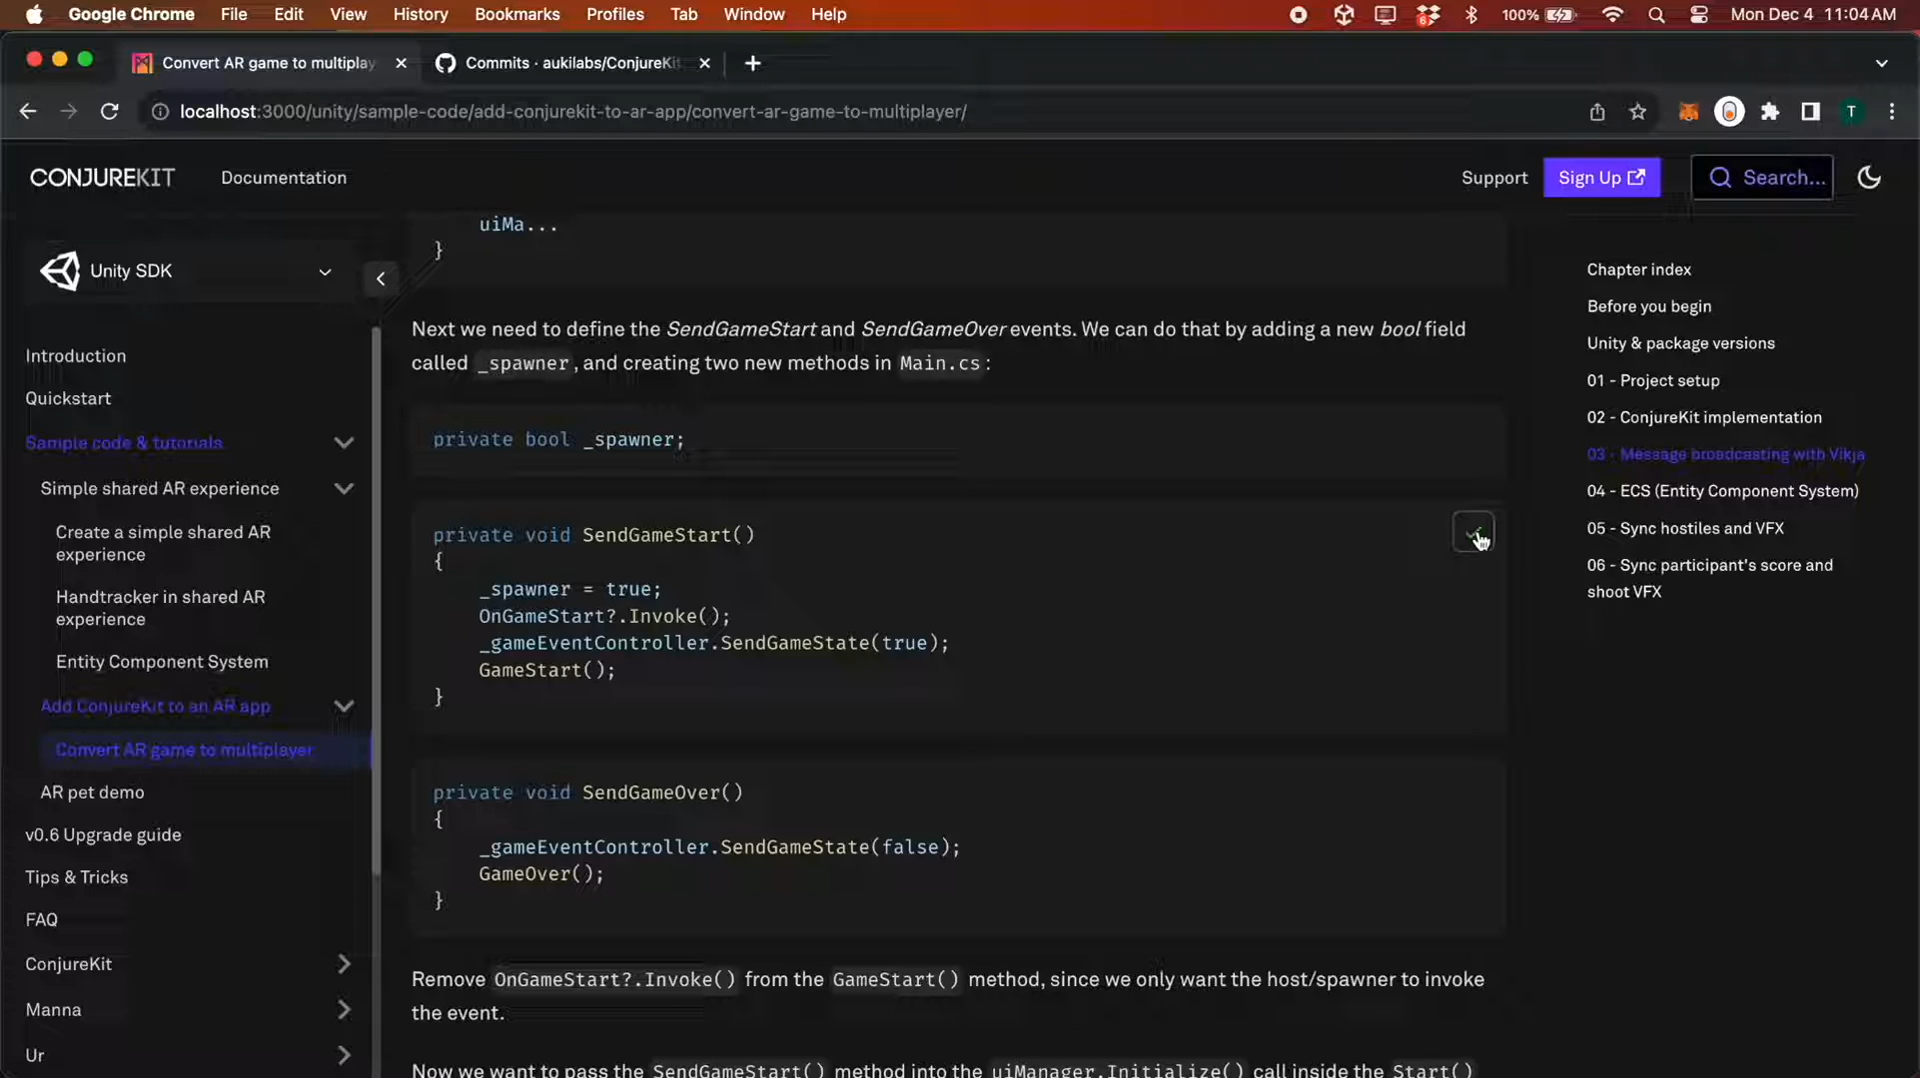 Google Chrome File Edit View History Bookmarks Profiles Tab Window Help 6 100% Mon Dec 4 11:04 AM
Convert AR game to multiplay Commits · aukilabs/ConjureKit
localhost:3000/unity/sample-code/add-conjurekit-to-ar-app/convert-ar-game-to-multiplayer/ T
CONJUREKIT Documentation Support Sign Up Search...
Unity SDK
Introduction
Quickstart
Sample code & tutorials
Simple shared AR experience
Create a simple shared AR
experience
Handtracker in shared AR
experience
Entity Component System
Add ConjureKit to an AR app
Convert AR game to multiplayer
AR pet demo
v0.6 Upgrade guide
Tips & Tricks
FAQ
ConjureKit
Manna
Ur
uiMa...
}
Next we need to define the SendGameStart and SendGameOver events. We can do that by adding a new bool field
called _spawner, and creating two new methods in Main.cs:
private bool _spawner;
private void SendGameStart()
{
_spawner = true;
OnGameStart?.Invoke();
_gameEventController.SendGameState(true);
GameStart();
}
private void SendGameOver()
{
_gameEventController.SendGameState(false);
GameOver();
}
Remove OnGameStart?.Invoke() from the GameStart() method, since we only want the host/spawner to invoke
the event.
Now we want to pass the SendGameStart() method into the uiManager.Initialize() call inside the Start()
Chapter index
Before you begin
Unity & package versions
01 - Project setup
02 - ConjureKit implementation
03 - Message broadcasting with Vikja
04 - ECS (Entity Component System)
05 - Sync hostiles and VFX
06 - Sync participant's score and
shoot VFX